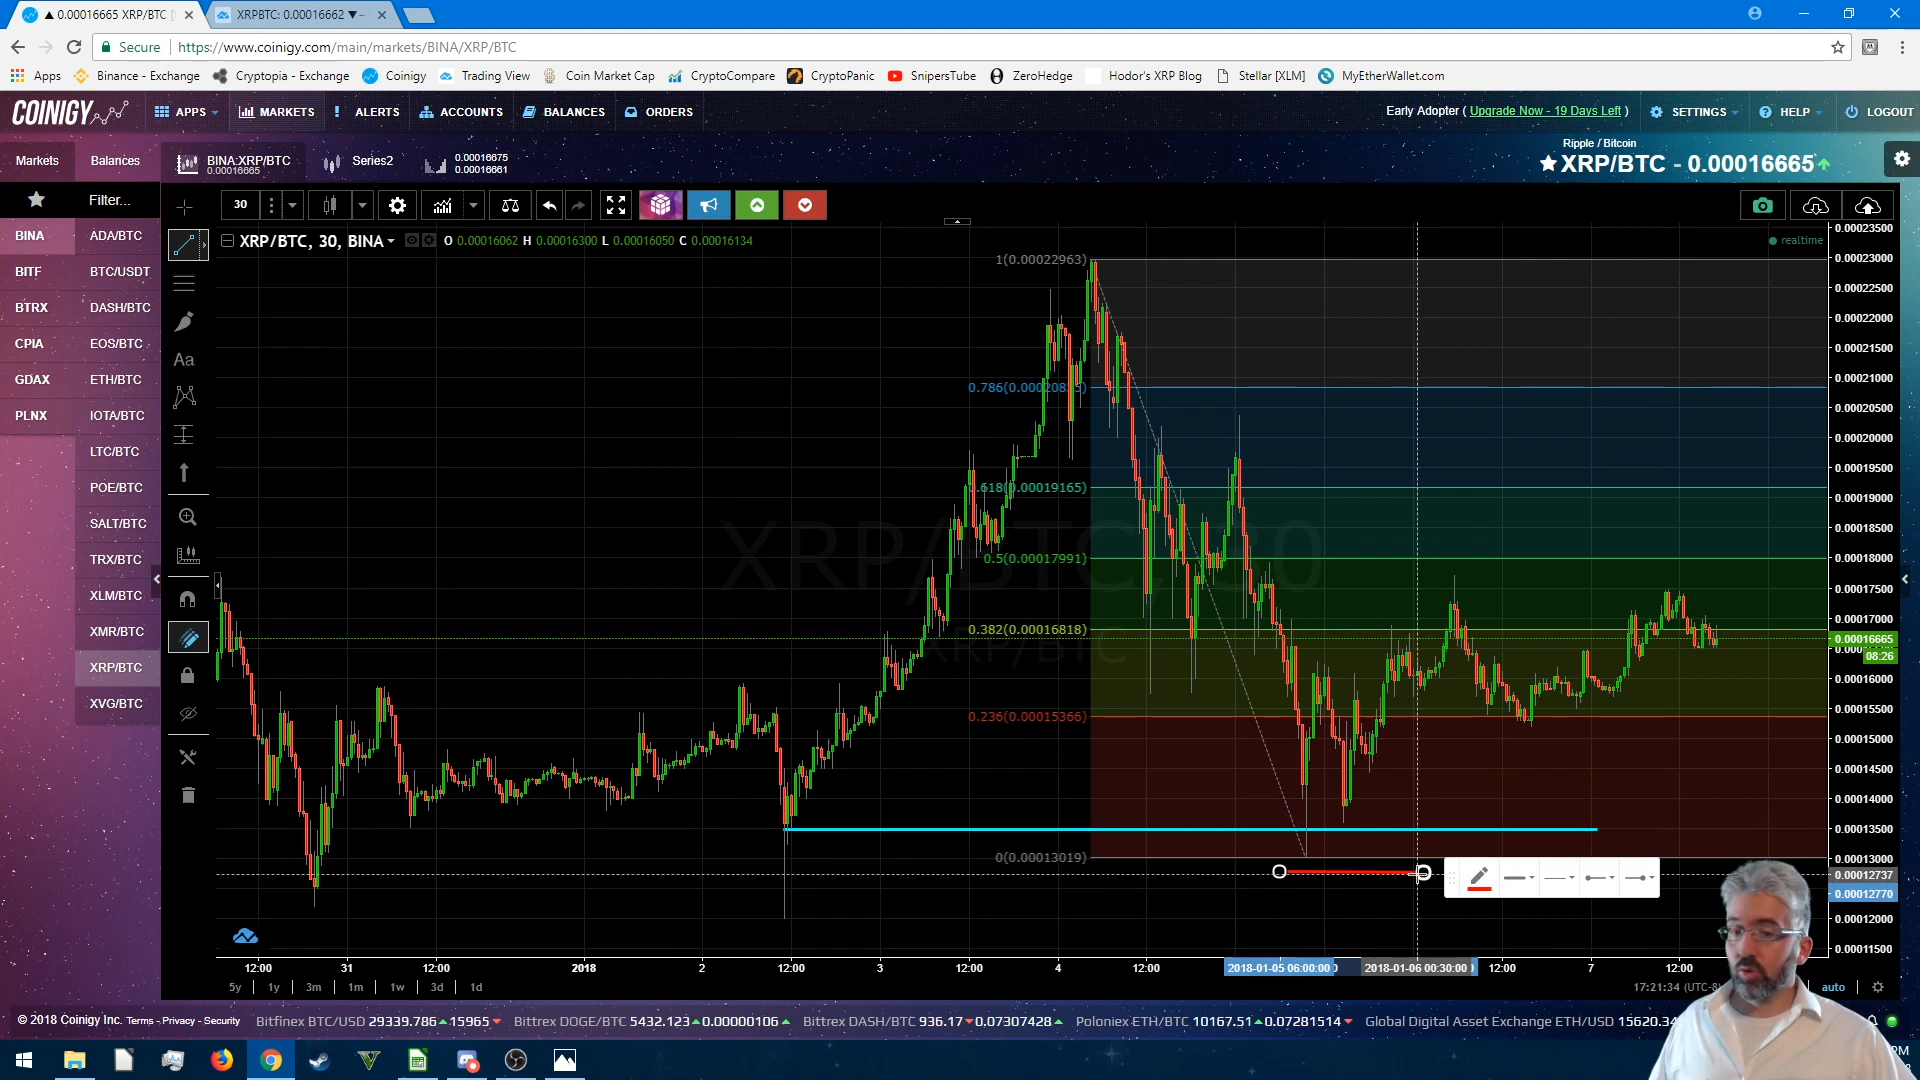 ▲ 0.00016665 XRP/BTC
XRPBTC: 0.00016662 ▼−
Secure
https://www.coinigy.com/main/markets/BINA/XRP/BTC
Apps Binance - Exchange Cryptopia - Exchange Coinigy Trading View Coin Market Cap CryptoCompare CryptoPanic SnipersTube ZeroHedge Hodor's XRP Blog Stellar [XLM] MyEtherWallet.com
COINIGY APPS MARKETS ALERTS ACCOUNTS BALANCES ORDERS
Early Adopter ( Upgrade Now - 19 Days Left ) SETTINGS HELP LOGOUT
Markets Balances
BINA:XRP/BTC
0.00016665
Series2
0.00016675
0.00016661
Ripple / Bitcoin
XRP/BTC - 0.00016665
Filter...
30
BINA ADA/BTC
BITF BTC/USDT
BTRX DASH/BTC
CPIA EOS/BTC
GDAX ETH/BTC
PLNX IOTA/BTC
LTC/BTC
POE/BTC
SALT/BTC
TRX/BTC
XLM/BTC
XMR/BTC
XRP/BTC
XVG/BTC
Aa
XRP/BTC, 30, BINA
O 0.00016062 H 0.00016300 L 0.00016050 C 0.00016134
realtime
XRP/BTC, 30
XRP/BTC
1(0.00022963)
0.618(0.00019165)
0.5(0.00017991)
0.382(0.00016818)
0.236(0.00015366)
0(0.00013019)
0.00023500
0.00023000
0.00022500
0.00022000
0.00021500
0.00021000
0.00020500
0.00020000
0.00019500
0.00019000
0.00018500
0.00018000
0.00017500
0.00017000
0.00016665
08:26
0.00016000
0.00015500
0.00015000
0.00014500
0.00014000
0.00013500
0.00013000
0.00012737
0.00012770
0.00012000
0.00011500
12:00 31 12:00 2018 2 12:00 3 12:00 4 12:00 2018-01-05 06:00:00 2018-01-06 00:30:00 12:00 7 12:00
5y 1y 3m 1m 1w 3d 1d
17:21:34 (UTC-8)
auto
© 2018 Coinigy Inc. Terms - Privacy - Security
Bitfinex BTC/USD 29339.786 15965 Bittrex DOGE/BTC 5432.123 0.00000106 Bittrex DASH/BTC 936.17 0.07307428 Poloniex ETH/BTC 10167.51 0.07281514 Global Digital Asset Exchange ETH/USD 15620.34
PM